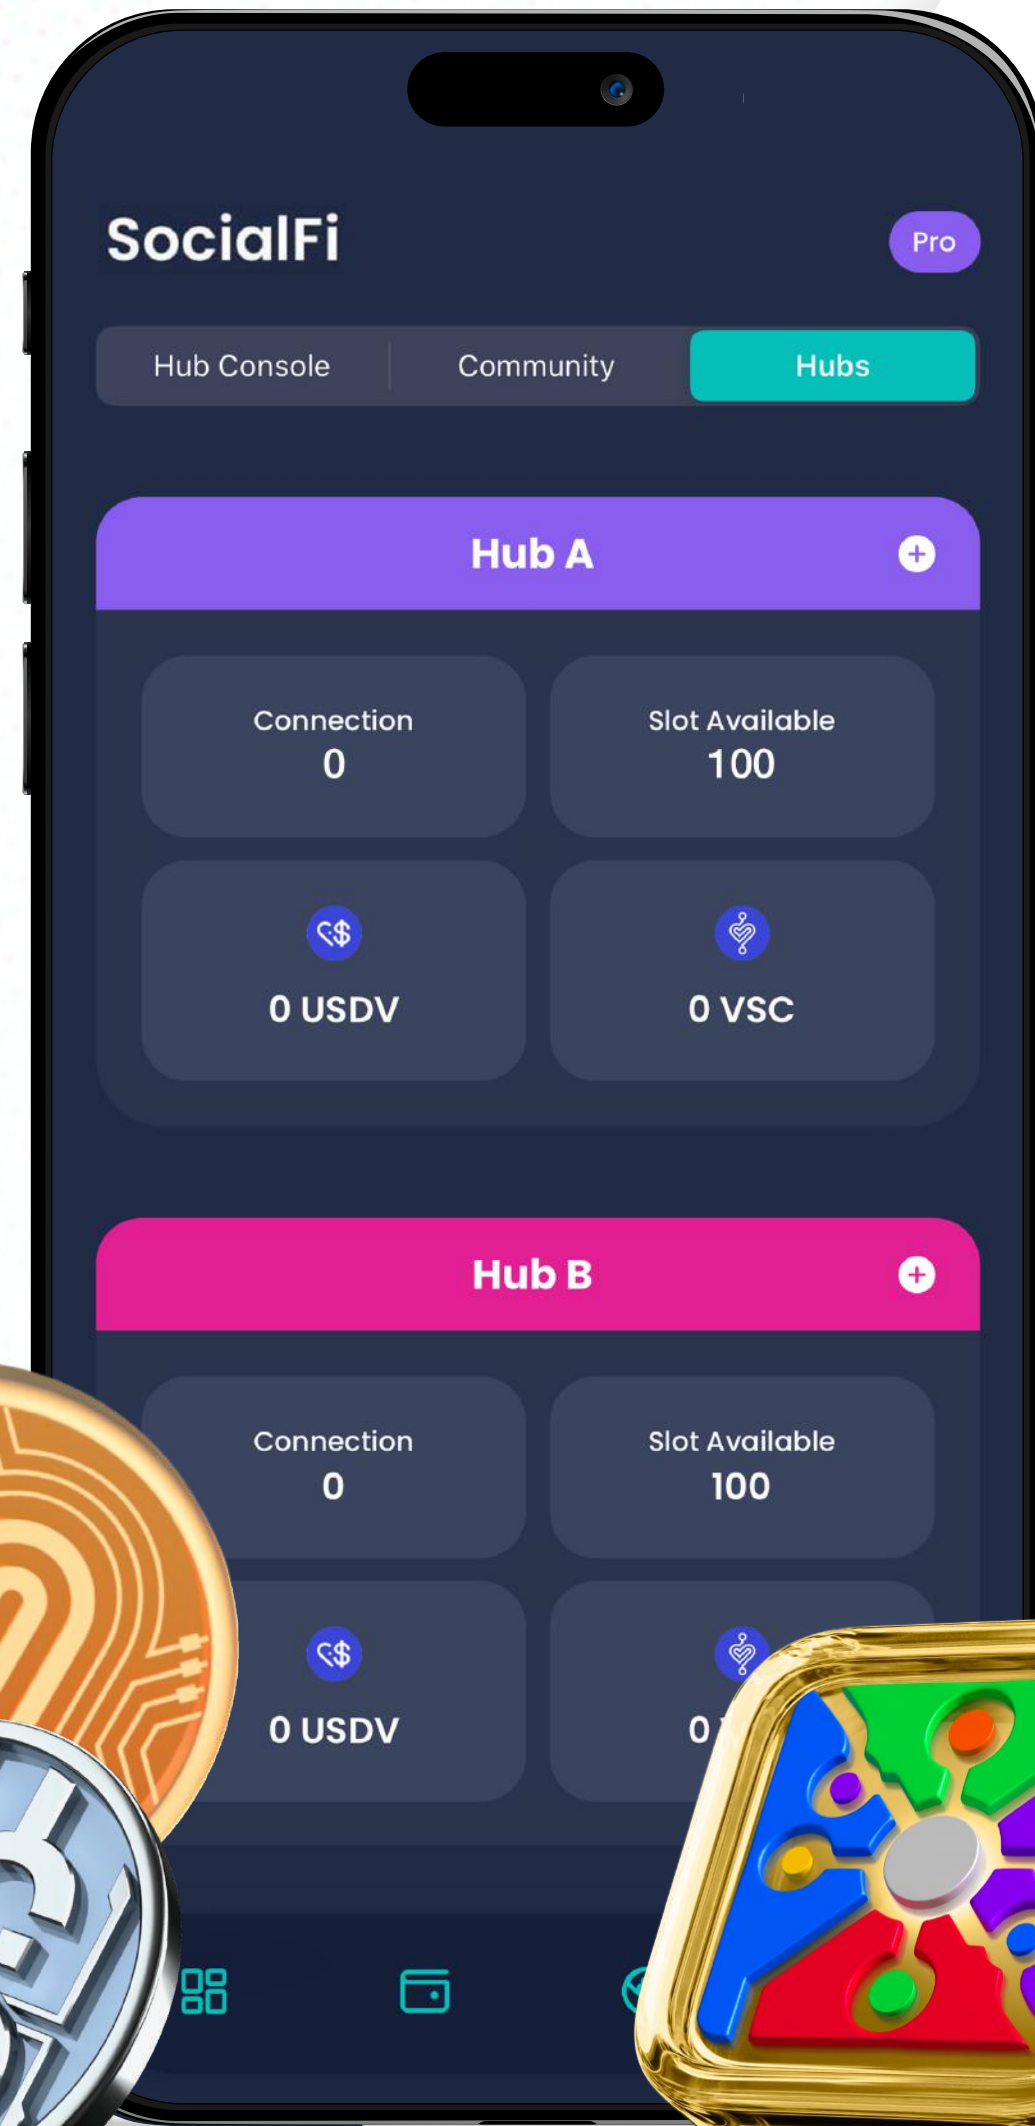 SocialFi
Pro
Hub Console
Community
Hubs
Hub A
Connection
0
Slot Available
100
0 USDV
0 VSC
Hub B
Connection
0
Slot Available
100
0 USDV
0